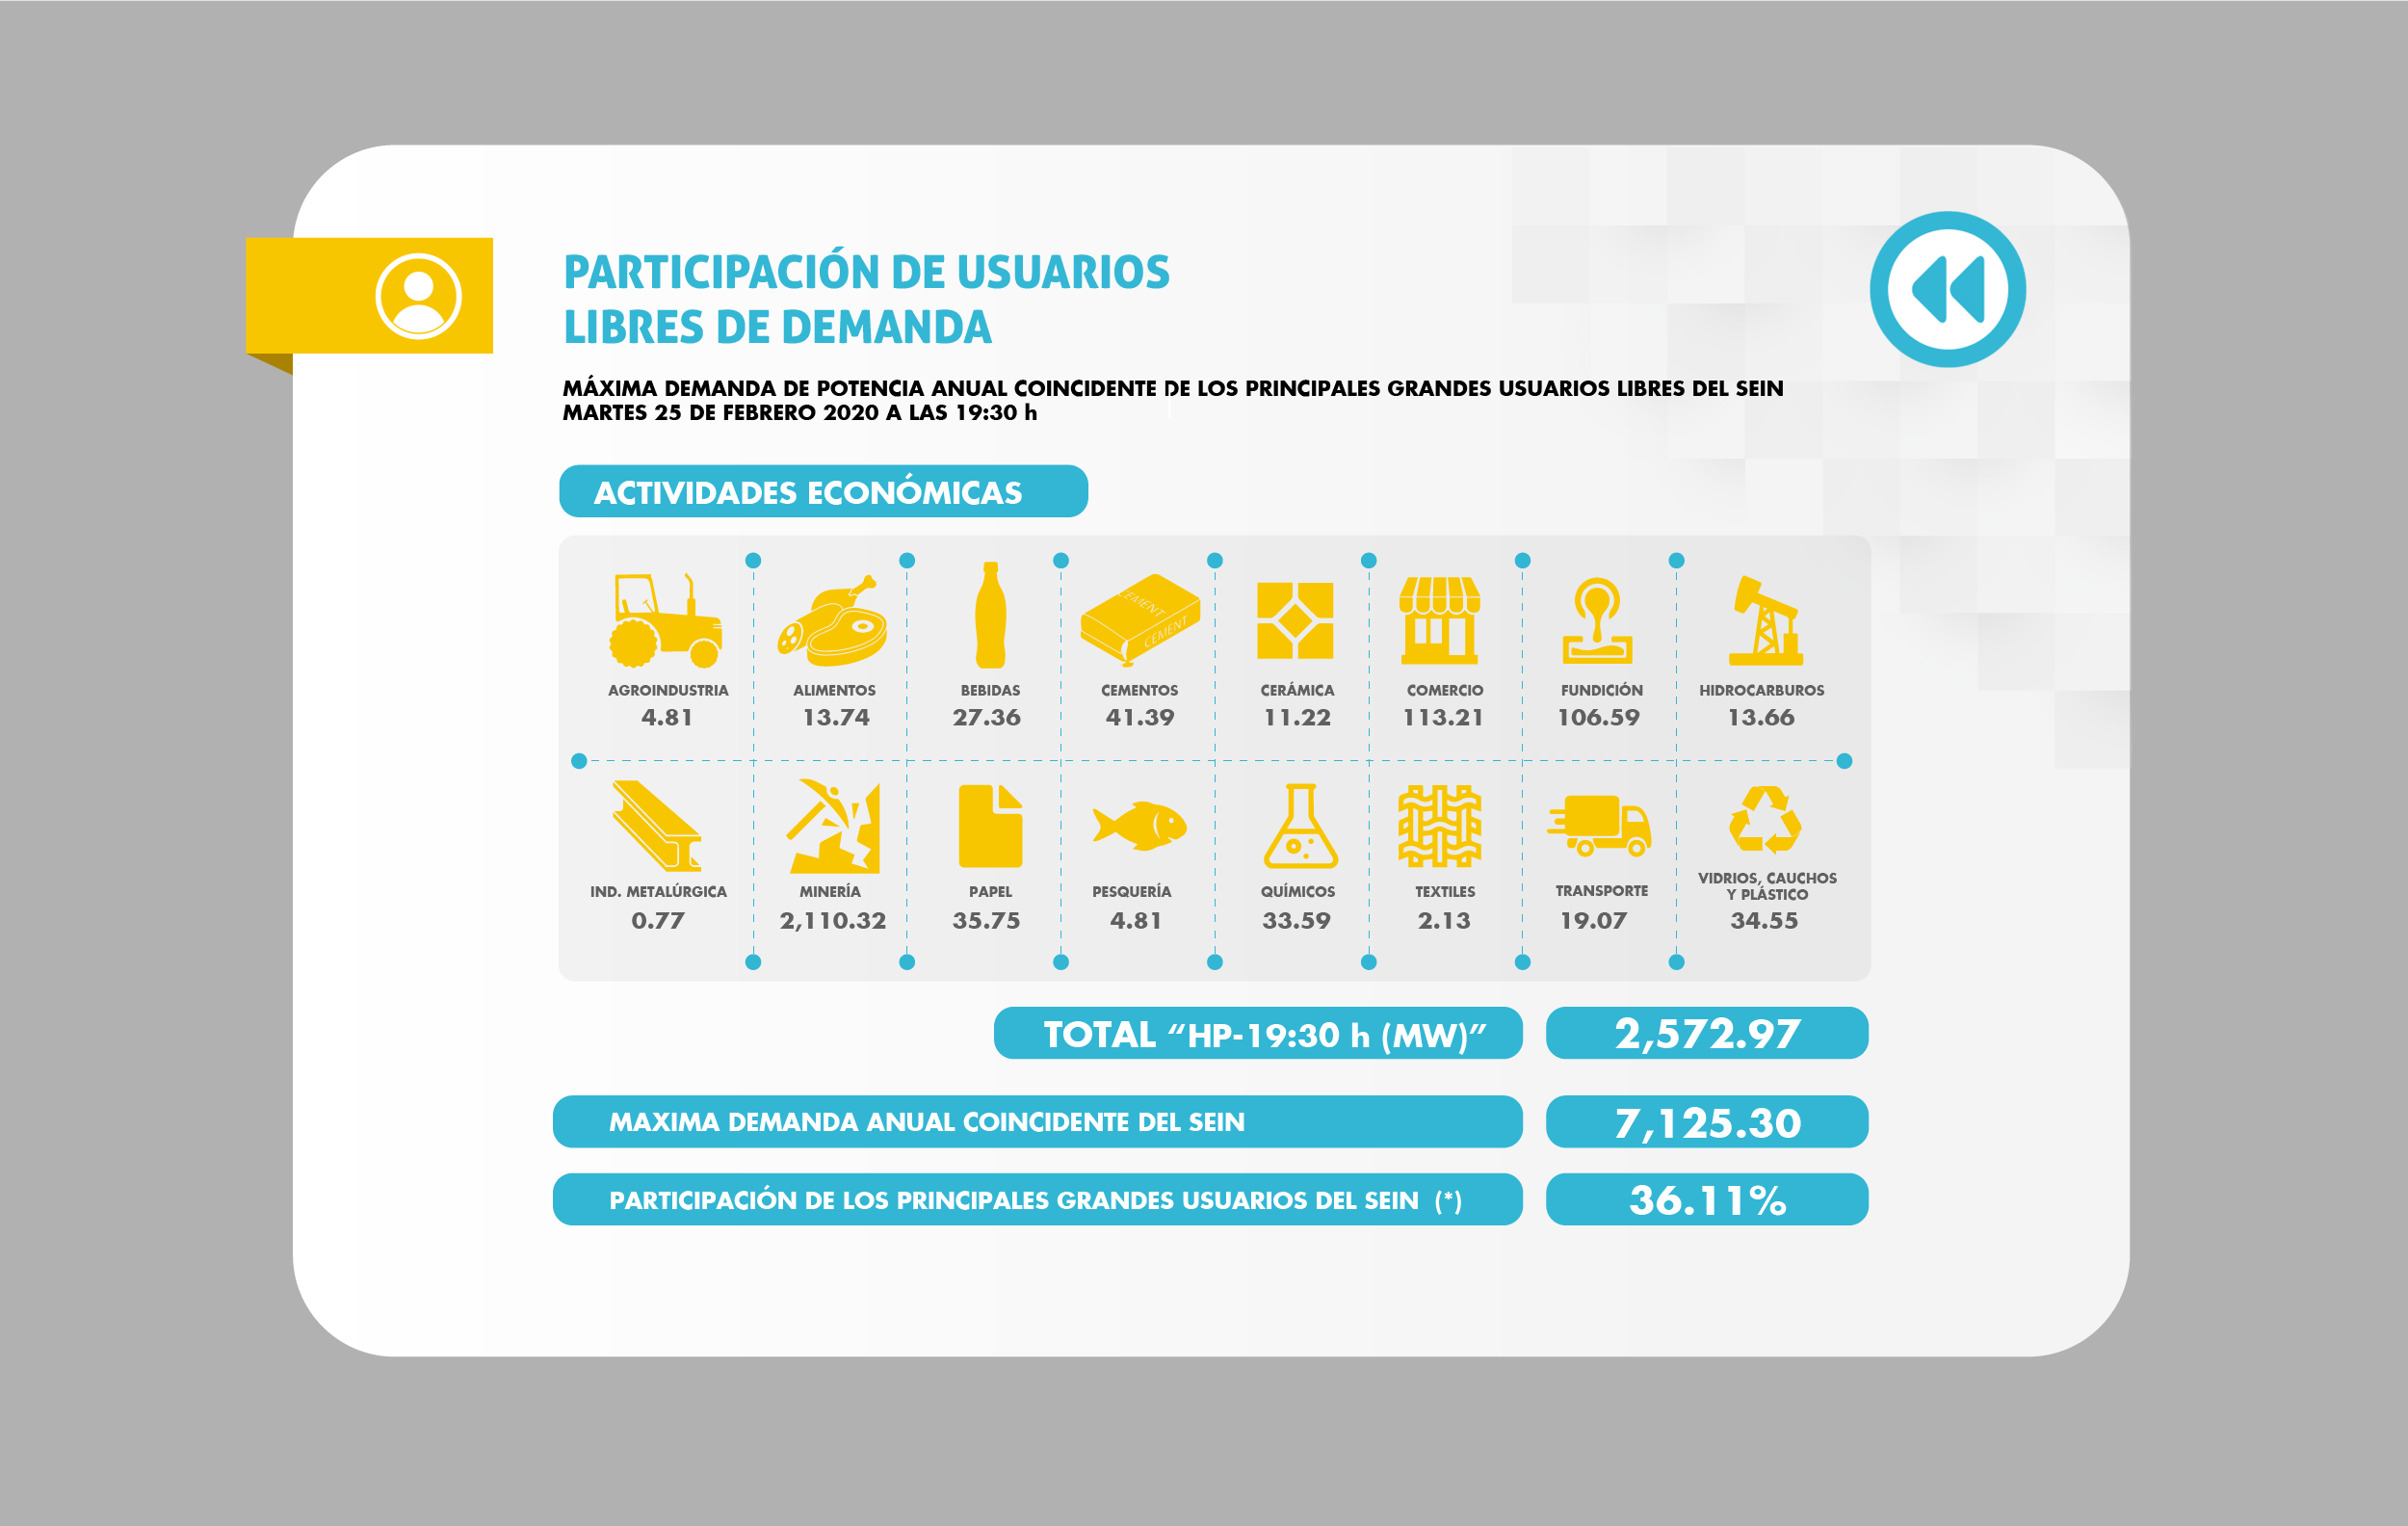 PARTICIPACIÓN DE USUARIOS
LIBRES DE DEMANDA
MÁXIMA DEMANDA DE POTENCIA ANUAL COINCIDENTE DE LOS PRINCIPALES GRANDES USUARIOS LIBRES DEL SEIN
MARTES 25 DE FEBRERO 2020 A LAS 19:30 h
ACTIVIDADES ECONÓMICAS
CEMENT
CEMENT
AGROINDUSTRIA ALIMENTOS BEBIDAS CEMENTOS CERÁMICA COMERCIO FUNDICIÓN HIDROCARBUROS
4.81 13.74 27.36 41.39 11.22 113.21 106.59 13.66
IND. METALÚRGICA MINERÍA PAPEL PESQUERÍA QUÍMICOS TEXTILES TRANSPORTE VIDRIOS, CAUCHOS
Y PLÁSTICO
0.77 2,110.32 35.75 4.81 33.59 2.13 19.07 34.55
TOTAL “HP-19:30 h (MW)” 2,572.97
MAXIMA DEMANDA ANUAL COINCIDENTE DEL SEIN 7,125.30
PARTICIPACIÓN DE LOS PRINCIPALES GRANDES USUARIOS DEL SEIN (*) 36.11%